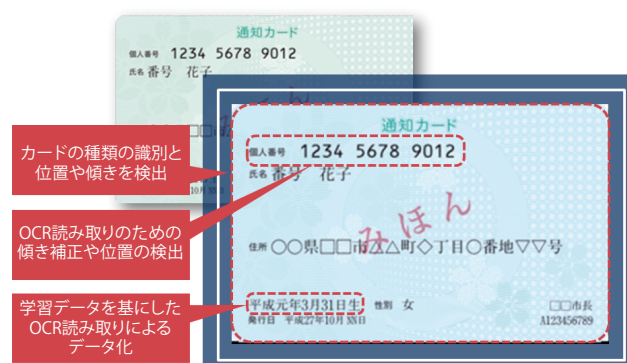 通知カード
個人番号 1234 5678 9012
氏名 番号 花子
通知カード
個人番号 1234 5678 9012
氏名 番号 花子
みほん
住所 〇〇県□□市△△町◇丁目〇番地▽▽号
平成元年3月31日生 性別 女
□□市長
発行日 平成27年10月XX日
A123456789
カードの種類の識別と
位置や傾きを検出
OCR読み取りのための
傾き補正や位置の検出
学習データを基にした
OCR読み取りによる
データ化